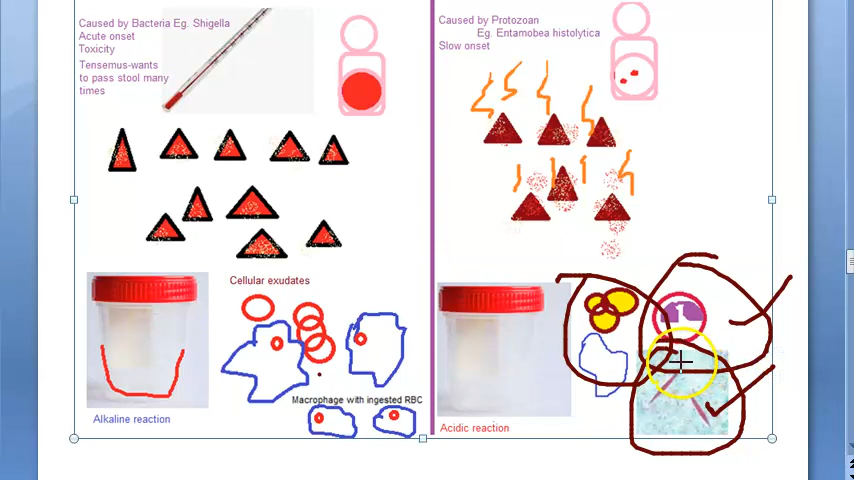 Caused by Bacteria Eg. Shigella
Acute onset
Toxicity
Tensemus-wants
to pass stool many
times
Cellular exudates
Macrophage with ingested RBC
Alkaline reaction
Caused by Protozoan
Eg. Entamobea histolytica
Slow onset
Acidic reaction